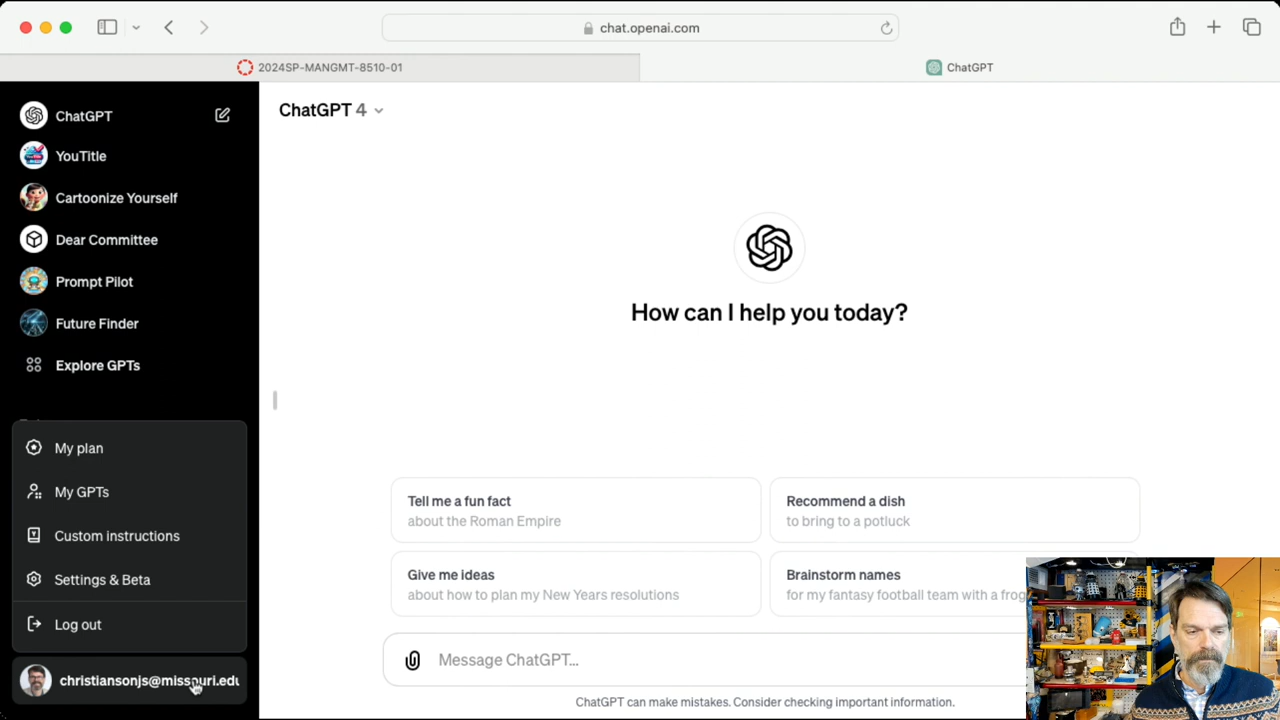 chat.openai.com
2024SP-MANGMT-8510-01
ChatGPT
ChatGPT
YouTitle
Cartoonize Yourself
Dear Committee
Prompt Pilot
Future Finder
Explore GPTs
My plan
My GPTs
Custom instructions
Settings & Beta
Log out
christiansonjs@missouri.edu
ChatGPT 4
How can I help you today?
Tell me a fun fact
about the Roman Empire
Recommend a dish
to bring to a potluck
Give me ideas
about how to plan my New Years resolutions
Brainstorm names
for my fantasy football team with a frog
Message ChatGPT...
ChatGPT can make mistakes. Consider checking important information.